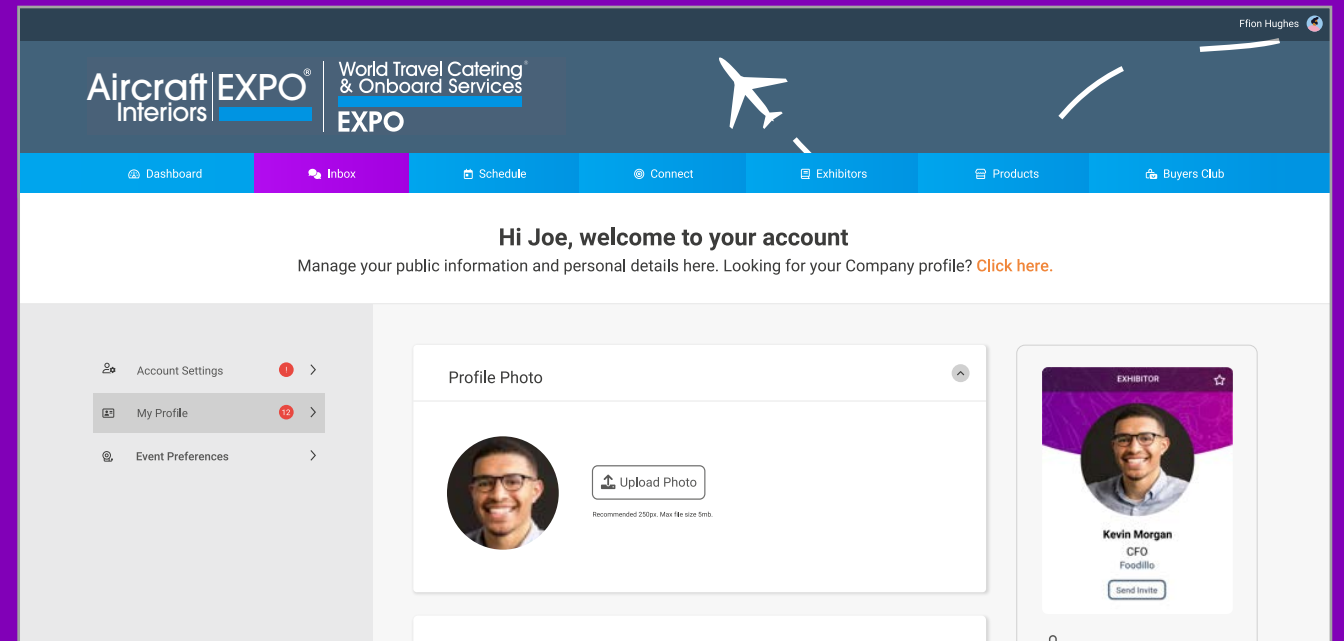 Ffion Hughes
Aircraft EXPO®
Interiors
World Travel Catering
& Onboard Services
EXPO
Dashboard
Inbox
Schedule
Connect
Exhibitors
Products
Buyers Club
Hi Joe, welcome to your account
Manage your public information and personal details here. Looking for your Company profile? Click here.
Account Settings
!
My Profile
12
Event Preferences
Profile Photo
Upload Photo
Recommended 250px. Max file size 5mb.
EXHIBITOR
Kevin Morgan
CFO
Foodillo
Send Invite